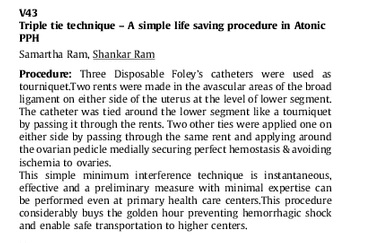 V43
Triple tie technique – A simple life saving procedure in Atonic
PPH
Samartha Ram, Shankar Ram
Procedure: Three Disposable Foley's catheters were used as
tourniquet.Two rents were made in the avascular areas of the broad
ligament on either side of the uterus at the level of lower segment.
The catheter was tied around the lower segment like a tourniquet
by passing it through the rents. Two other ties were applied one on
either side by passing through the same rent and applying around
the ovarian pedicle medially securing perfect hemostasis & avoiding
ischemia to ovaries.
This simple minimum interference technique is instantaneous,
effective and a preliminary measure with minimal expertise can
be performed even at primary health care centers.This procedure
considerably buys the golden hour preventing hemorrhagic shock
and enable safe transportation to higher centers.